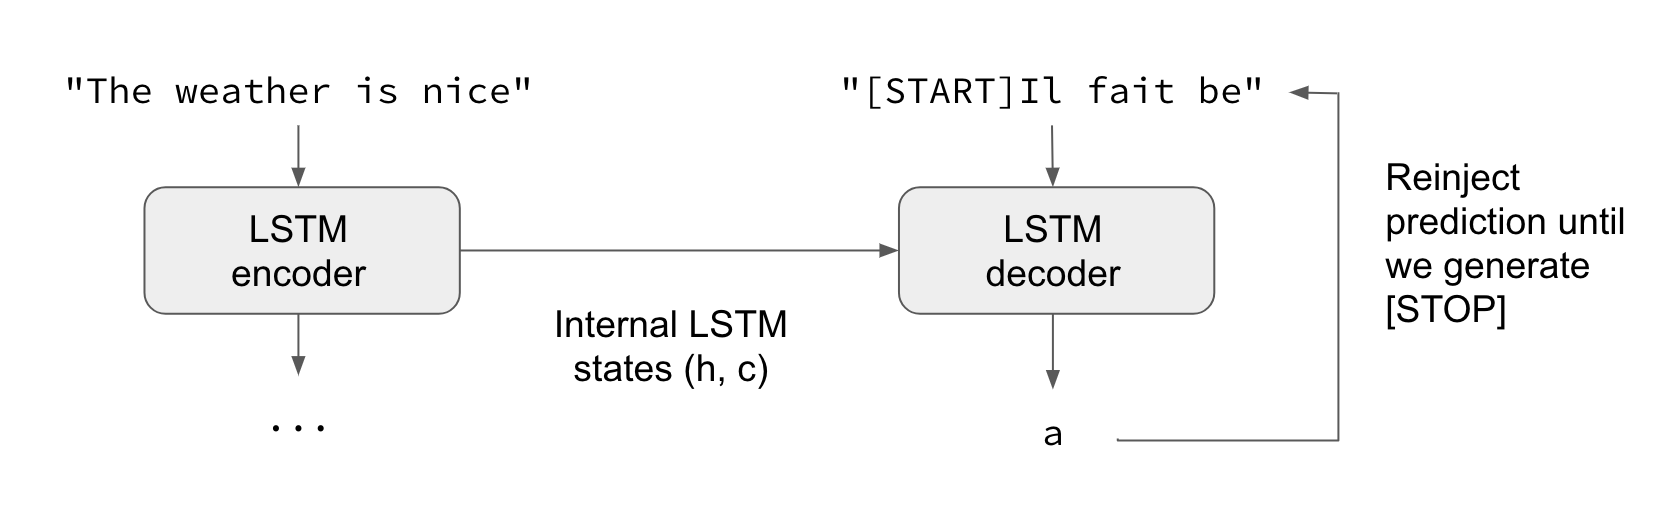 "The weather is nice"
"[START]Il fait be"
LSTM
encoder
LSTM
decoder
Internal LSTM
states (h, c)
Reinject
prediction until
we generate
[STOP]
...
a